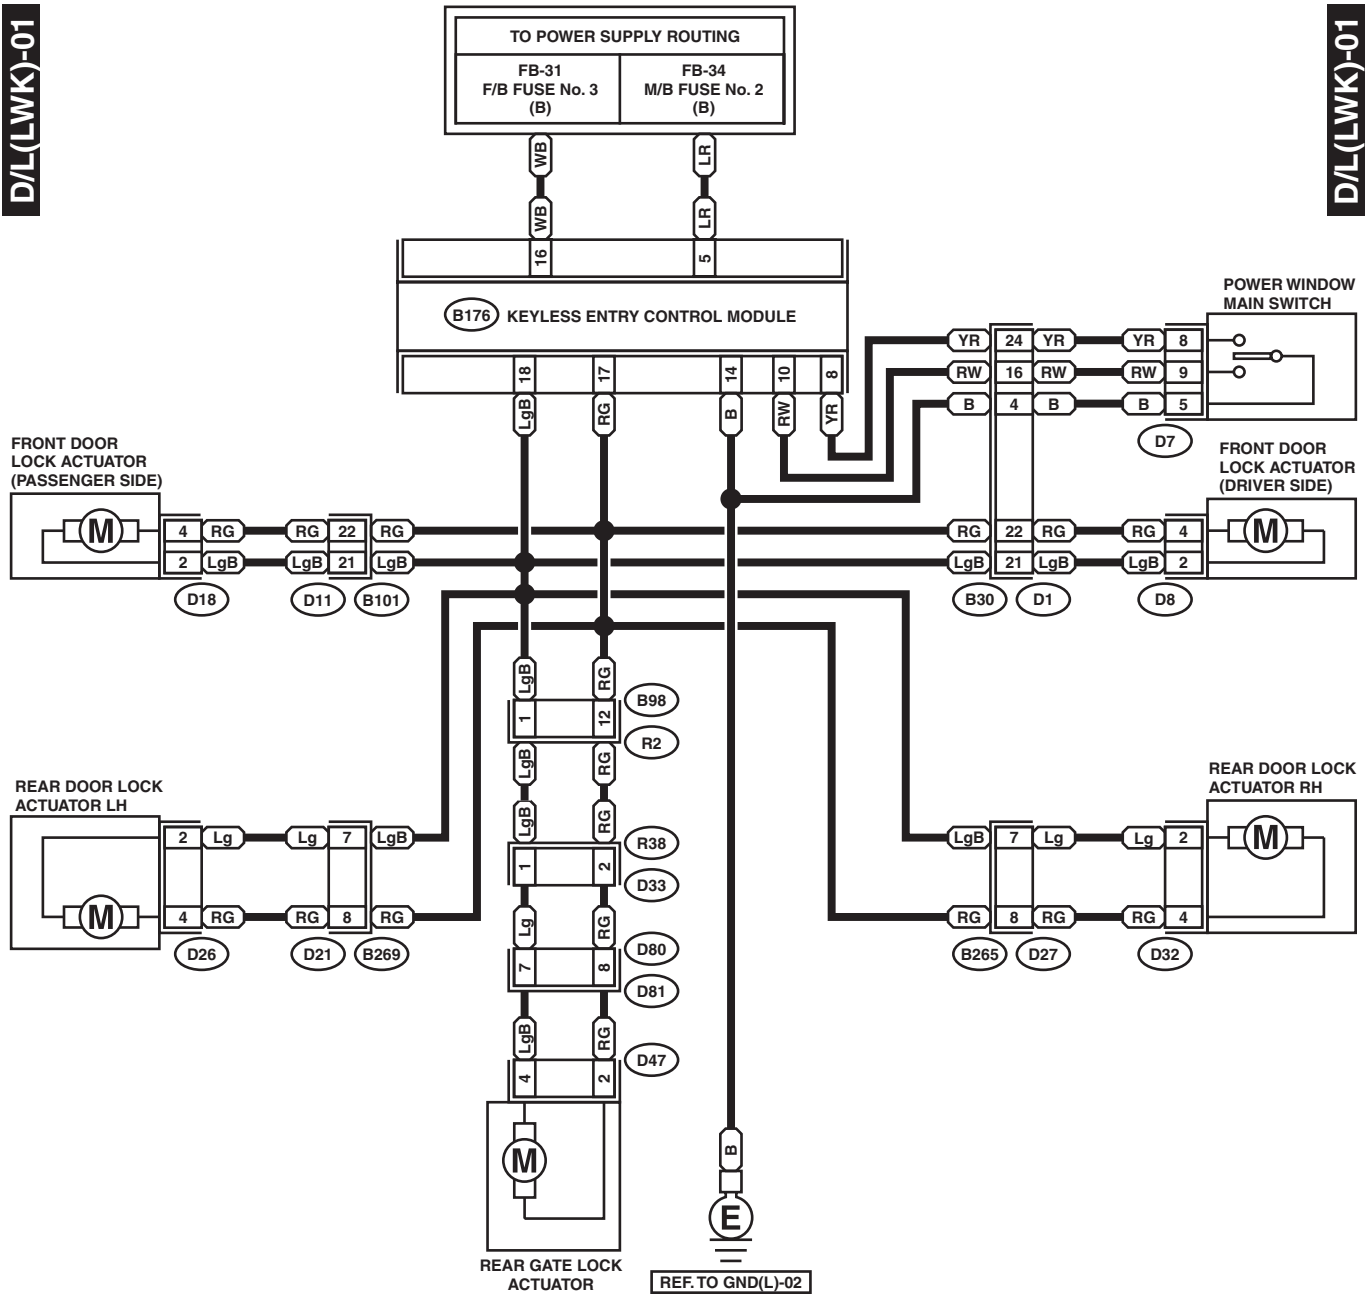 D/L(LWK)-01
D/L(LWK)-01
TO POWER SUPPLY ROUTING
FB-31
F/B FUSE No. 3
(B)
FB-34
M/B FUSE No. 2
(B)
WB
LR
WB
LR
16
5
B176
KEYLESS ENTRY CONTROL MODULE
18
17
14
10
8
LgB
RG
B
RW
YR
POWER WINDOW
MAIN SWITCH
YR 24 YR YR 8
RW 16 RW RW 9
B 4 B B 5
D7
FRONT DOOR
LOCK ACTUATOR
(PASSENGER SIDE)
M
4 RG RG 22 RG
2 LgB LgB 21 LgB
D18
D11
B101
FRONT DOOR
LOCK ACTUATOR
(DRIVER SIDE)
RG 22 RG RG 4
LgB 21 LgB LgB 2
M
B30
D1
D8
LgB
RG
1
12
B98
R2
LgB
RG
LgB
RG
R38
1
2
D33
Lg
RG
D80
7
8
D81
LgB
RG
D47
4
2
M
REAR GATE LOCK
ACTUATOR
REAR DOOR LOCK
ACTUATOR LH
2 Lg Lg 7 LgB
M
4 RG RG 8 RG
D26
D21
B269
REAR DOOR LOCK
ACTUATOR RH
LgB 7 Lg Lg 2
M
RG 8 RG RG 4
B265
D27
D32
B
E
REF. TO GND(L)-02